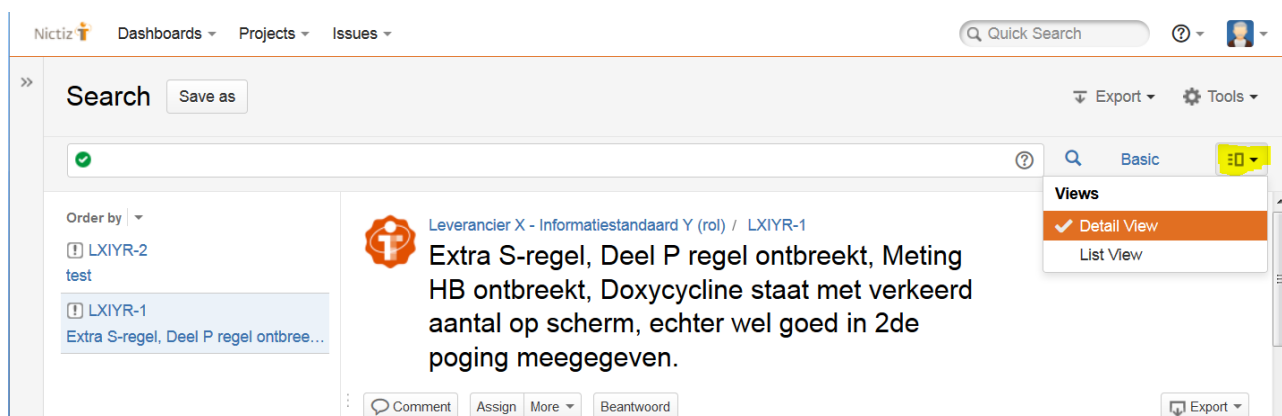 Nictiz Dashboards Projects Issues Quick Search
Search Save as Export Tools
Basic
Views
Detail View
List View
Order by
LXIYR-2
test
LXIYR-1
Extra S-regel, Deel P regel ontbree...
Leverancier X - Informatiestandaard Y (rol) / LXIYR-1
Extra S-regel, Deel P regel ontbreekt, Meting
HB ontbreekt, Doxycycline staat met verkeerd
aantal op scherm, echter wel goed in 2de
poging meegegeven.
Comment Assign More Beantwoord Export